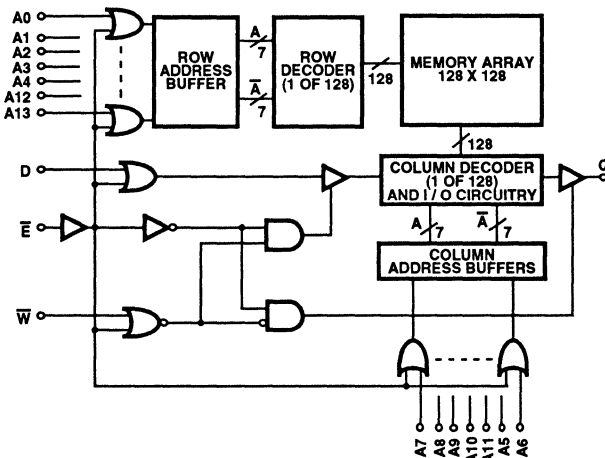 A0
A1
A2
A3
A4
A12
A13
ROW
ADDRESS
BUFFER
A
7
A̅
7
ROW
DECODER
(1 OF 128)
128
MEMORY ARRAY
128 X 128
128
D
COLUMN DECODER
(1 OF 128)
AND I / O CIRCUITRY
Q
E̅
A
7
A̅
7
COLUMN
ADDRESS BUFFERS
W̅
A7
A8
A9
A10
A11
A5
A6